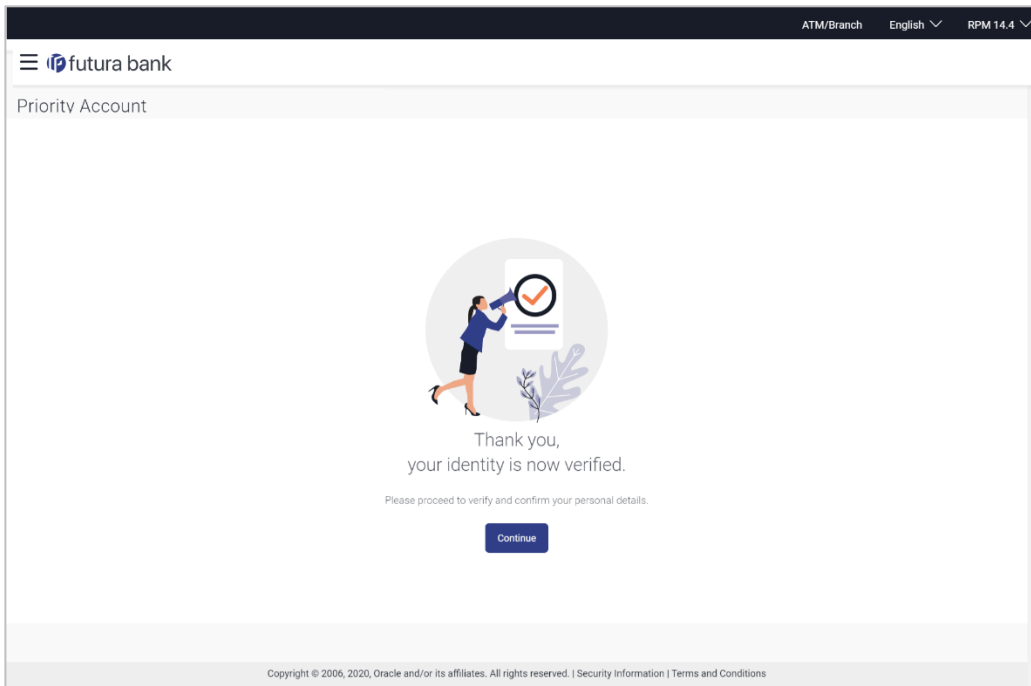 ATM/Branch English RPM 14.4
futura bank
Priority Account
Thank you,
your identity is now verified.
Please proceed to verify and confirm your personal details.
Continue
Copyright © 2006, 2020, Oracle and/or its affiliates. All rights reserved. | Security Information | Terms and Conditions